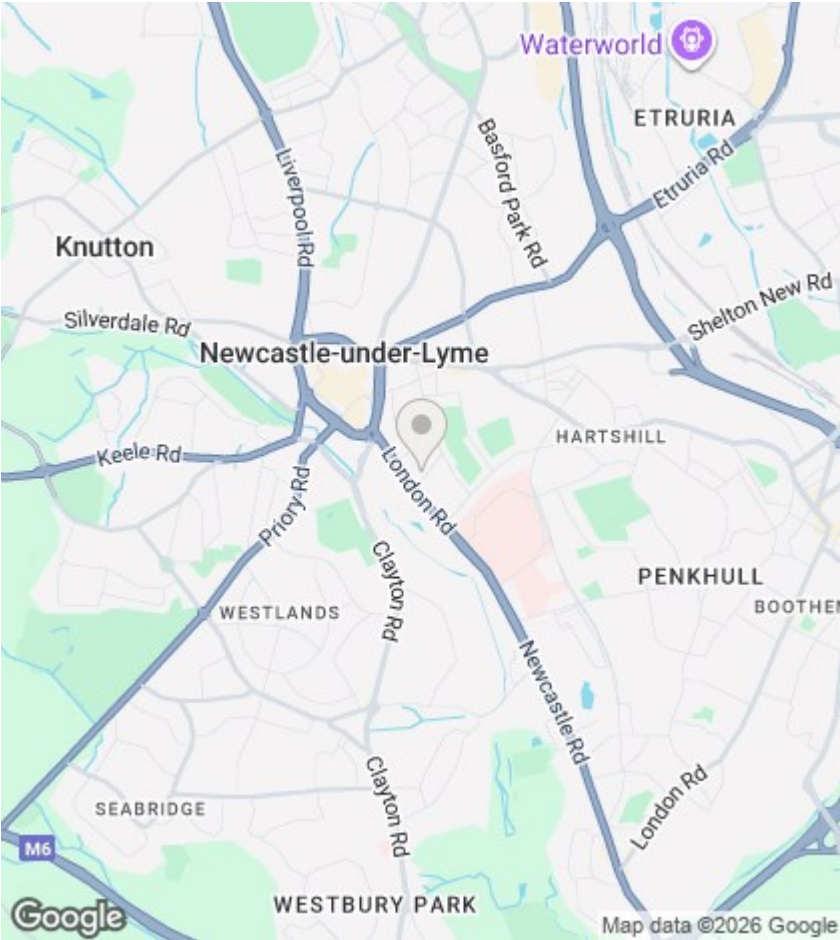 Waterworld
ETRURIA
Basford Park Rd
Etruria Rd
Liverpool Rd
Knutton
Shelton New Rd
Silverdale Rd
Newcastle-under-Lyme
HARTSHILL
Keele Rd
London Rd
Priory Rd
Clayton Rd
PENKHULL
BOOTHEN
WESTLANDS
Newcastle Rd
Clayton Rd
London Rd
SEABRIDGE
M6
WESTBURY PARK
Google
Map data ©2026 Google